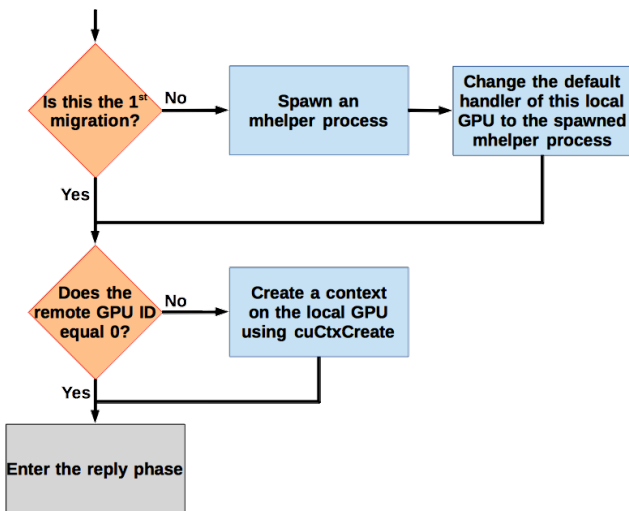 Is this the 1st
migration?
No
Spawn an
mhelper process
Change the default
handler of this local
GPU to the spawned
mhelper process
Yes
Does the
remote GPU ID
equal 0?
No
Create a context
on the local GPU
using cuCtxCreate
Yes
Enter the reply phase